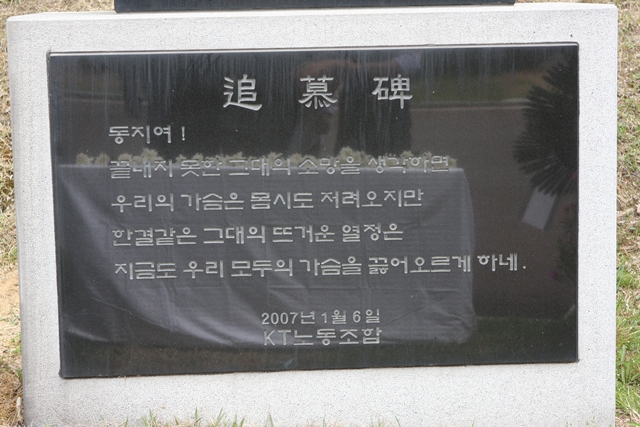 追慕碑
동지여!
끝내지 못한 그대의 소망을 생각하면
우리의 가슴은 몹시도 저려오지만
한결같은 그대의 뜨거운 열정은
지금도 우리 모두의 가슴을 끓어오르게 하네.
2007년 1월 6일
KT노동조합